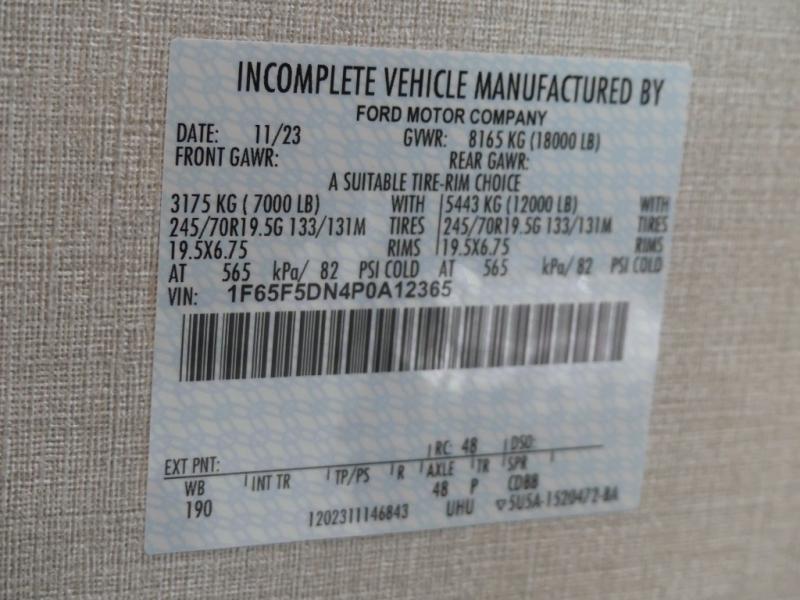 INCOMPLETE VEHICLE MANUFACTURED BY
FORD MOTOR COMPANY
DATE: 11/23 GVWR: 8165 KG (18000 LB)
FRONT GAWR: REAR GAWR:
A SUITABLE TIRE-RIM CHOICE
3175 KG ( 7000 LB) WITH 5443 KG (12000 LB) WITH
245/70R19.5G 133/131M TIRES 245/70R19.5G 133/131M TIRES
19.5X6.75 RIMS 19.5X6.75 RIMS
AT 565 kPa/ 82 PSI COLD AT 565 kPa/ 82 PSI COLD
VIN: 1F65F5DN4P0A12365
RC: 48 DSO:
EXT PNT:
WB INT TR TP/PS R AXLE TR SPR
190 48 P CDBB
1202311146843 UHU 5U5A-1520472-BA